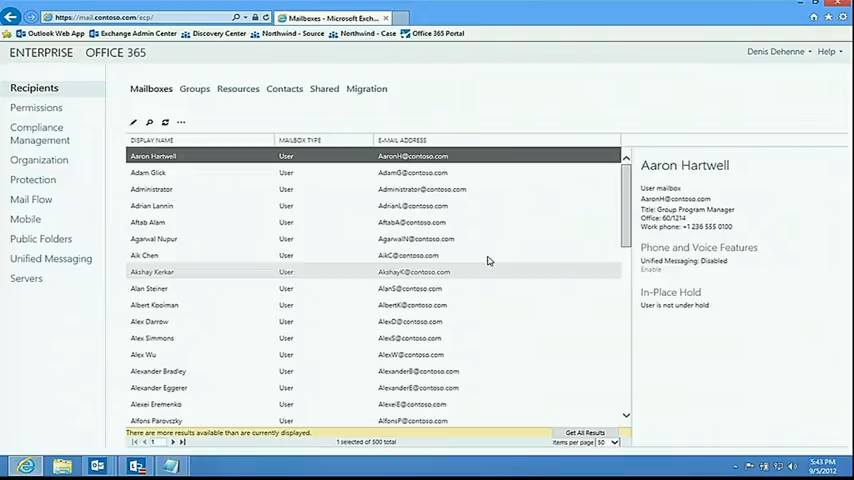 https://mail.contoso.com/ecp/
Mailboxes - Microsoft Exch...
Outlook Web App
Exchange Admin Center
Discovery Center
Northwind - Source
Northwind - Case
Office 365 Portal
ENTERPRISE OFFICE 365
Denis Dehenne Help
Recipients
Permissions
Compliance
Management
Organization
Protection
Mail Flow
Mobile
Public Folders
Unified Messaging
Servers
Mailboxes Groups Resources Contacts Shared Migration
DISPLAY NAME MAILBOX TYPE E-MAIL ADDRESS
Aaron Hartwell User AaronH@contoso.com
Adam Glick User AdamG@contoso.com
Administrator User Administrator@contoso.com
Adrian Lannin User AdrianL@contoso.com
Aftab Alam User AftabA@contoso.com
Agarwal Nupur User AgarwalN@contoso.com
Aik Chen User AikC@contoso.com
Akshay Kerkar User AkshayK@contoso.com
Alan Steiner User AlanS@contoso.com
Albert Kooiman User AlbertK@contoso.com
Alex Darrow User AlexD@contoso.com
Alex Simmons User AlexS@contoso.com
Alex Wu User AlexW@contoso.com
Alexander Bradley User AlexanderB@contoso.com
Alexander Eggerer User AlexanderE@contoso.com
Alexei Eremenko User AlexeiE@contoso.com
Alfons Parovszky User AlfonsP@contoso.com
There are more results available than are currently displayed.
Get All Results
1
1 selected of 500 total
Items per page 50
Aaron Hartwell
User mailbox
AaronH@contoso.com
Title: Group Program Manager
Office: 60/1214
Work phone: +1 236 555 0100
Phone and Voice Features
Unified Messaging: Disabled
Enable
In-Place Hold
User is not under hold
5:43 PM
9/5/2012